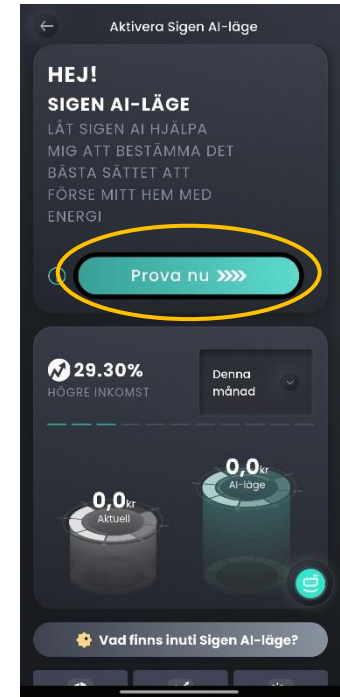 Aktivera Sigen AI-läge
HEJ!
SIGEN AI-LÄGE
LÅT SIGEN AI HJÄLPA
MIG ATT BESTÄMMA DET
BÄSTA SÄTTET ATT
FÖRSE MITT HEM MED
ENERGI
Prova nu »»
29.30%
HÖGRE INKOMST
Denna
månad
0,0kr
AI-läge
0,0kr
Aktuell
Vad finns inuti Sigen AI-läge?